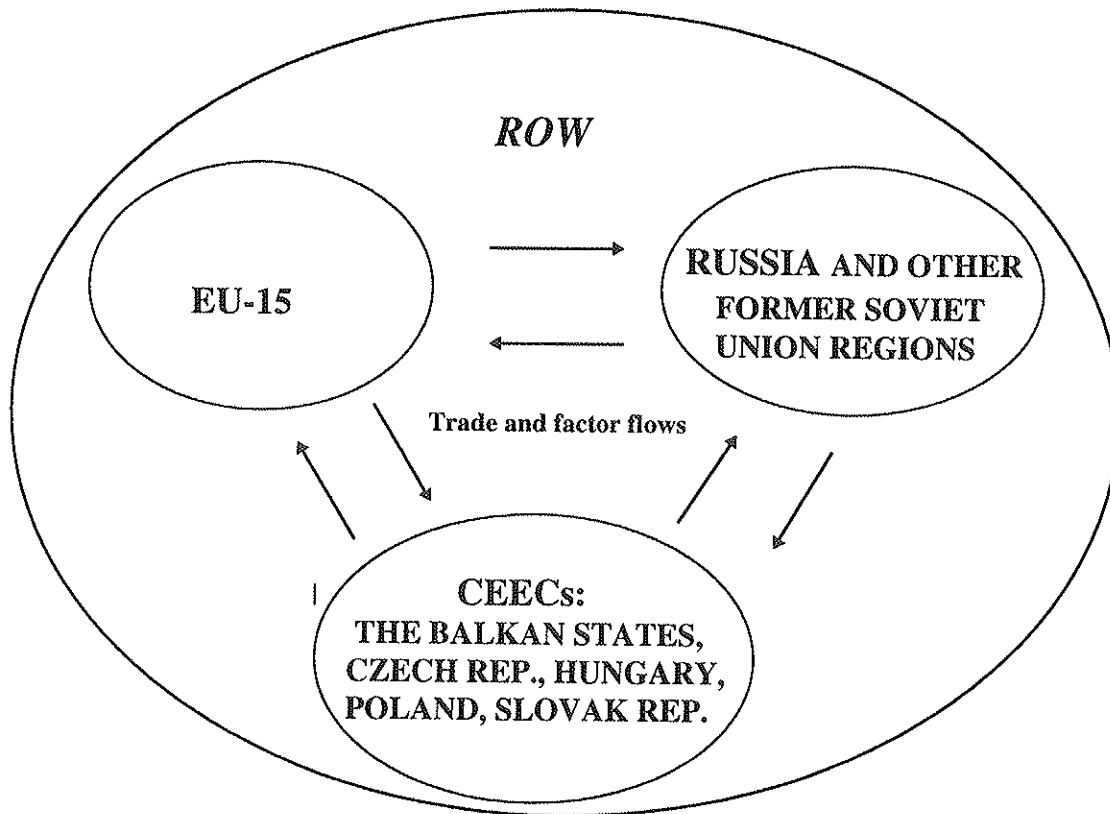 ROW
EU-15
RUSSIA AND OTHER
FORMER SOVIET
UNION REGIONS
Trade and factor flows
CEECs:
THE BALKAN STATES,
CZECH REP., HUNGARY,
POLAND, SLOVAK REP.